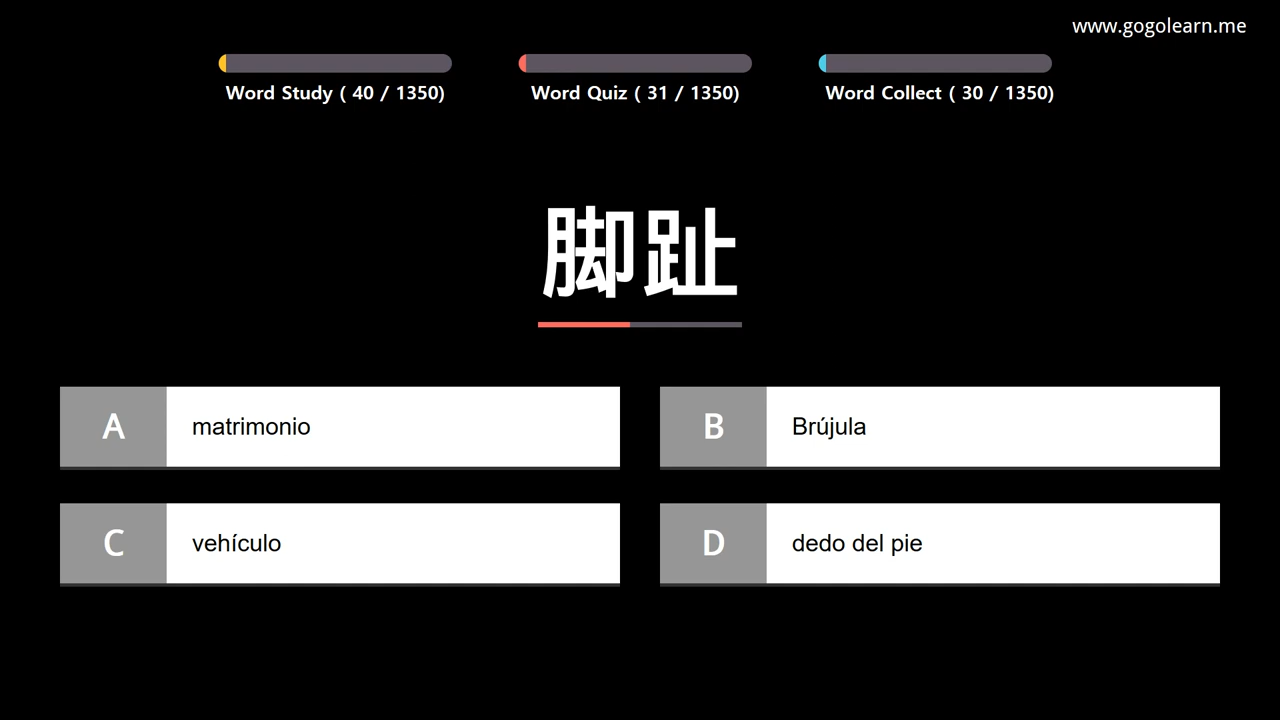 www.gogolearn.me
Word Study ( 40 / 1350)
Word Quiz ( 31 / 1350)
Word Collect ( 30 / 1350)
脚趾
A
matrimonio
B
Brújula
C
vehículo
D
dedo del pie